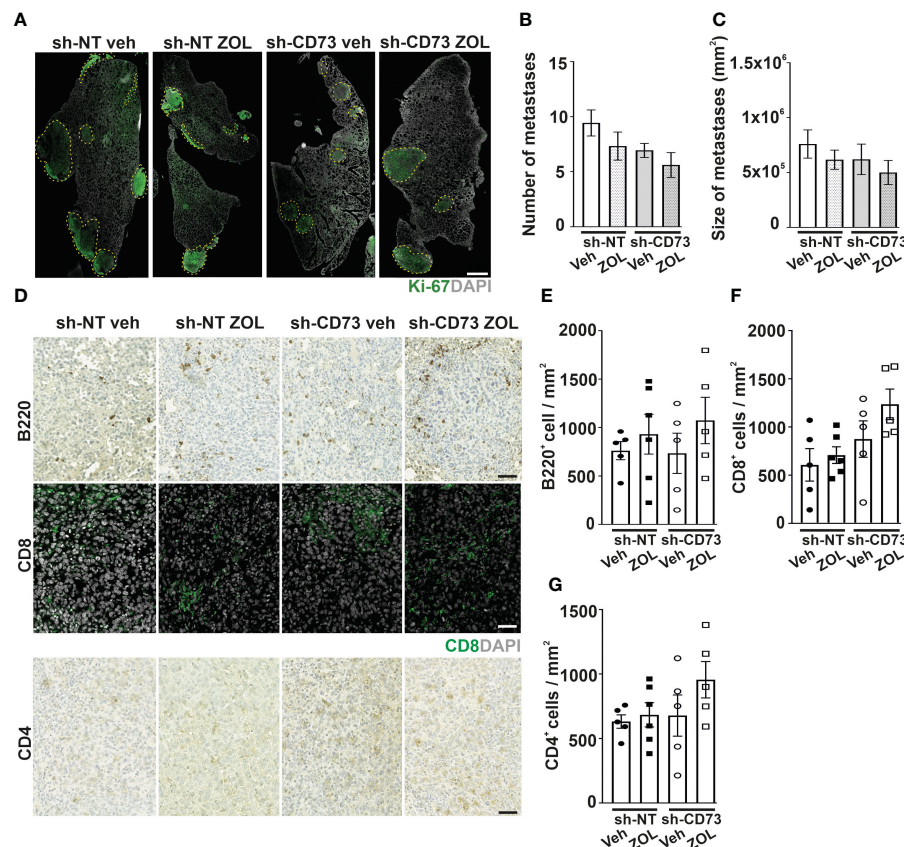 A
sh-NT veh
sh-NT ZOL
sh-CD73 veh
sh-CD73 ZOL
Ki-67DAPI
B
Number of metastases
15
10
5
0
sh-NT
sh-CD73
Veh
ZOL
Veh
ZOL
C
Size of metastases (mm²)
1.5x10⁶
1x10⁶
5x10⁵
0
sh-NT
sh-CD73
Veh
ZOL
Veh
ZOL
D
sh-NT veh
sh-NT ZOL
sh-CD73 veh
sh-CD73 ZOL
B220
CD8
CD8DAPI
CD4
E
B220⁺ cell / mm²
2000
1500
1000
500
0
sh-NT
sh-CD73
Veh
ZOL
Veh
ZOL
F
CD8⁺ cells / mm²
2000
1500
1000
500
0
sh-NT
sh-CD73
Veh
ZOL
Veh
ZOL
G
CD4⁺ cells / mm²
1500
1000
500
0
sh-NT
sh-CD73
Veh
ZOL
Veh
ZOL